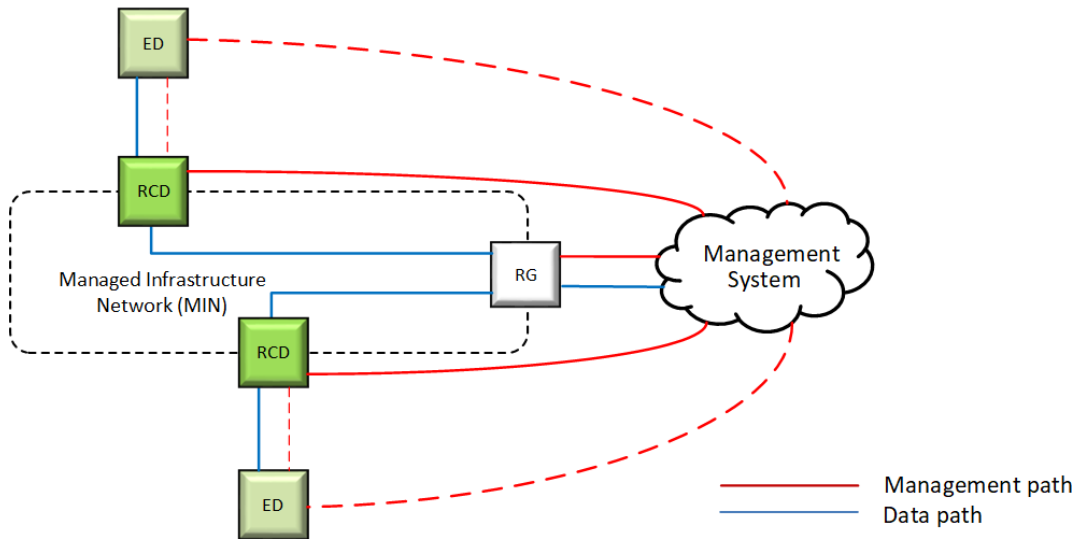 ED
RCD
Management
System
RG
Managed Infrastructure
Network (MIN)
RCD
ED
Management path
Data path